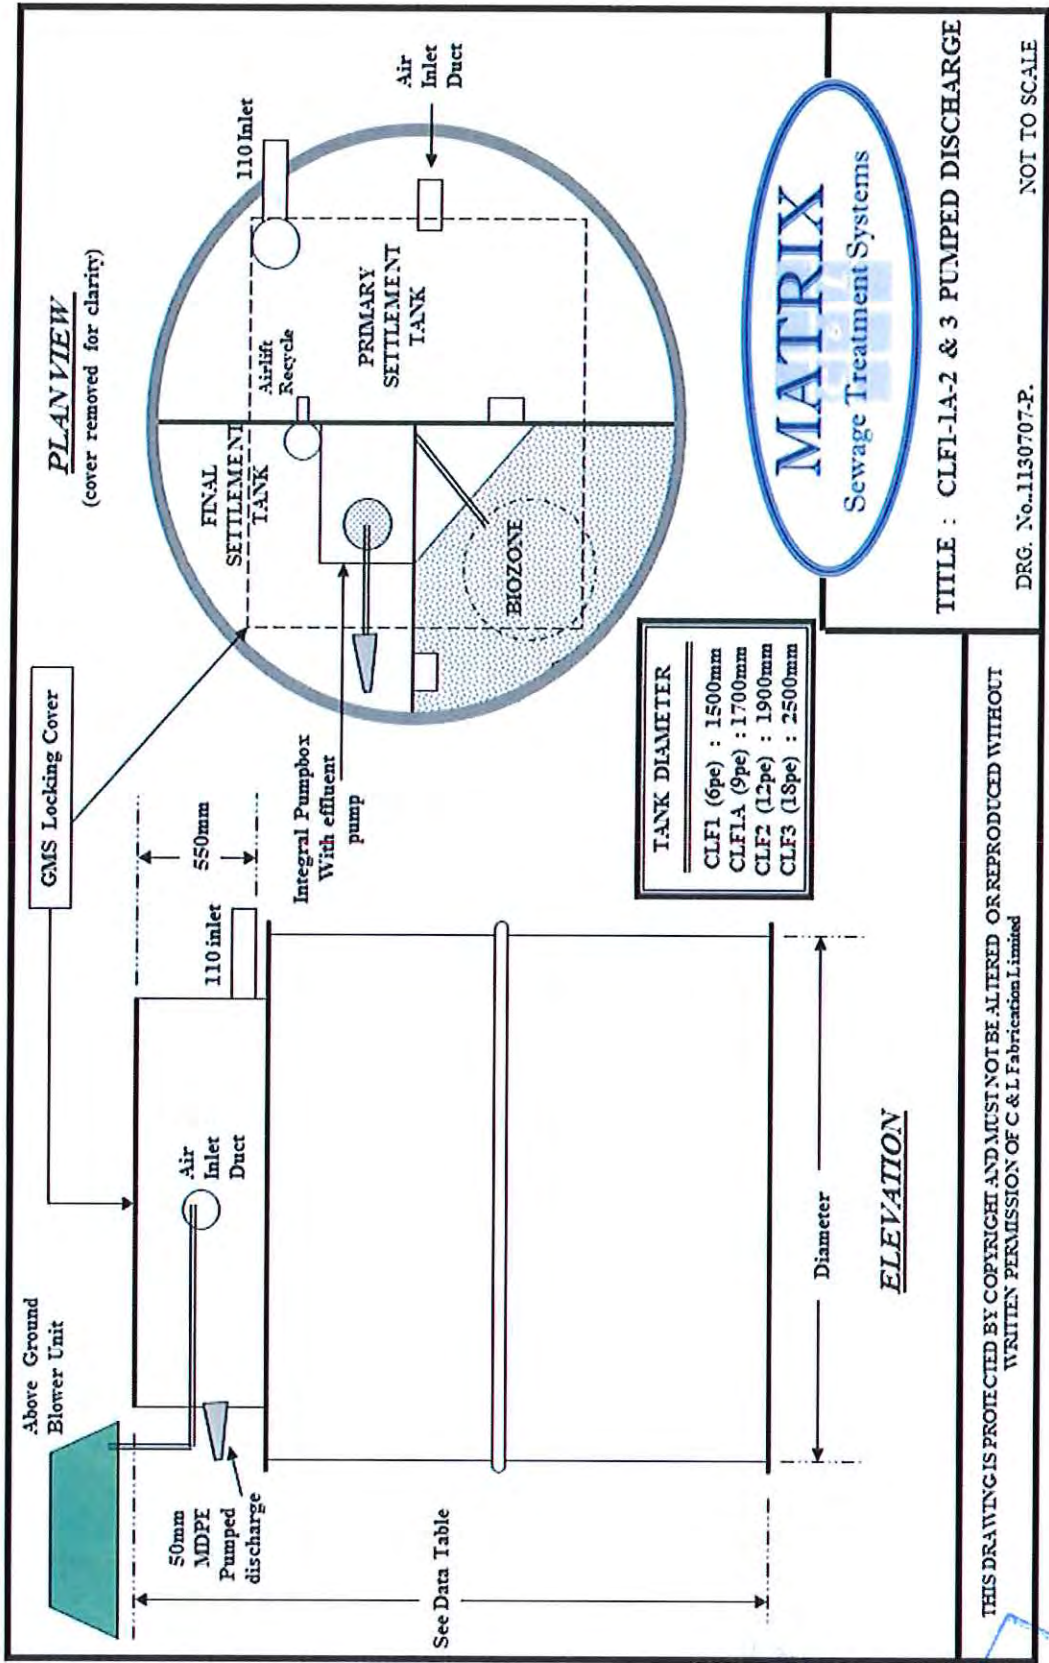 PLAN VIEW
(cover removed for clarity)
GMS Locking Cover
Above Ground
Blower Unit
550mm
110 inlet
Air
Inlet
Duct
50mm
MDPE
Pumped
discharge
See Data Table
Diameter
ELEVATION
110 Inlet
Air
Inlet
Duct
FINAL
SETTLEMENT
TANK
Airlift
Recycle
PRIMARY
SETTLEMENT
TANK
BIOZONE
Integral Pumpbox
With effluent
pump
TANK DIAMETER
CLF1 (6pe) : 1500mm
CLF1A (9pe) : 1700mm
CLF2 (12pe) : 1900mm
CLF3 (18pe) : 2500mm
MATRIX
Sewage Treatment Systems
TITLE : CLF1-1A-2 & 3 PUMPED DISCHARGE
DRG. No.1130707-P.
NOT TO SCALE
THIS DRAWING IS PROTECTED BY COPYRIGHT AND MUST NOT BE ALTERED OR REPRODUCED WITHOUT
WRITTEN PERMISSION OF C & L Fabrication Limited